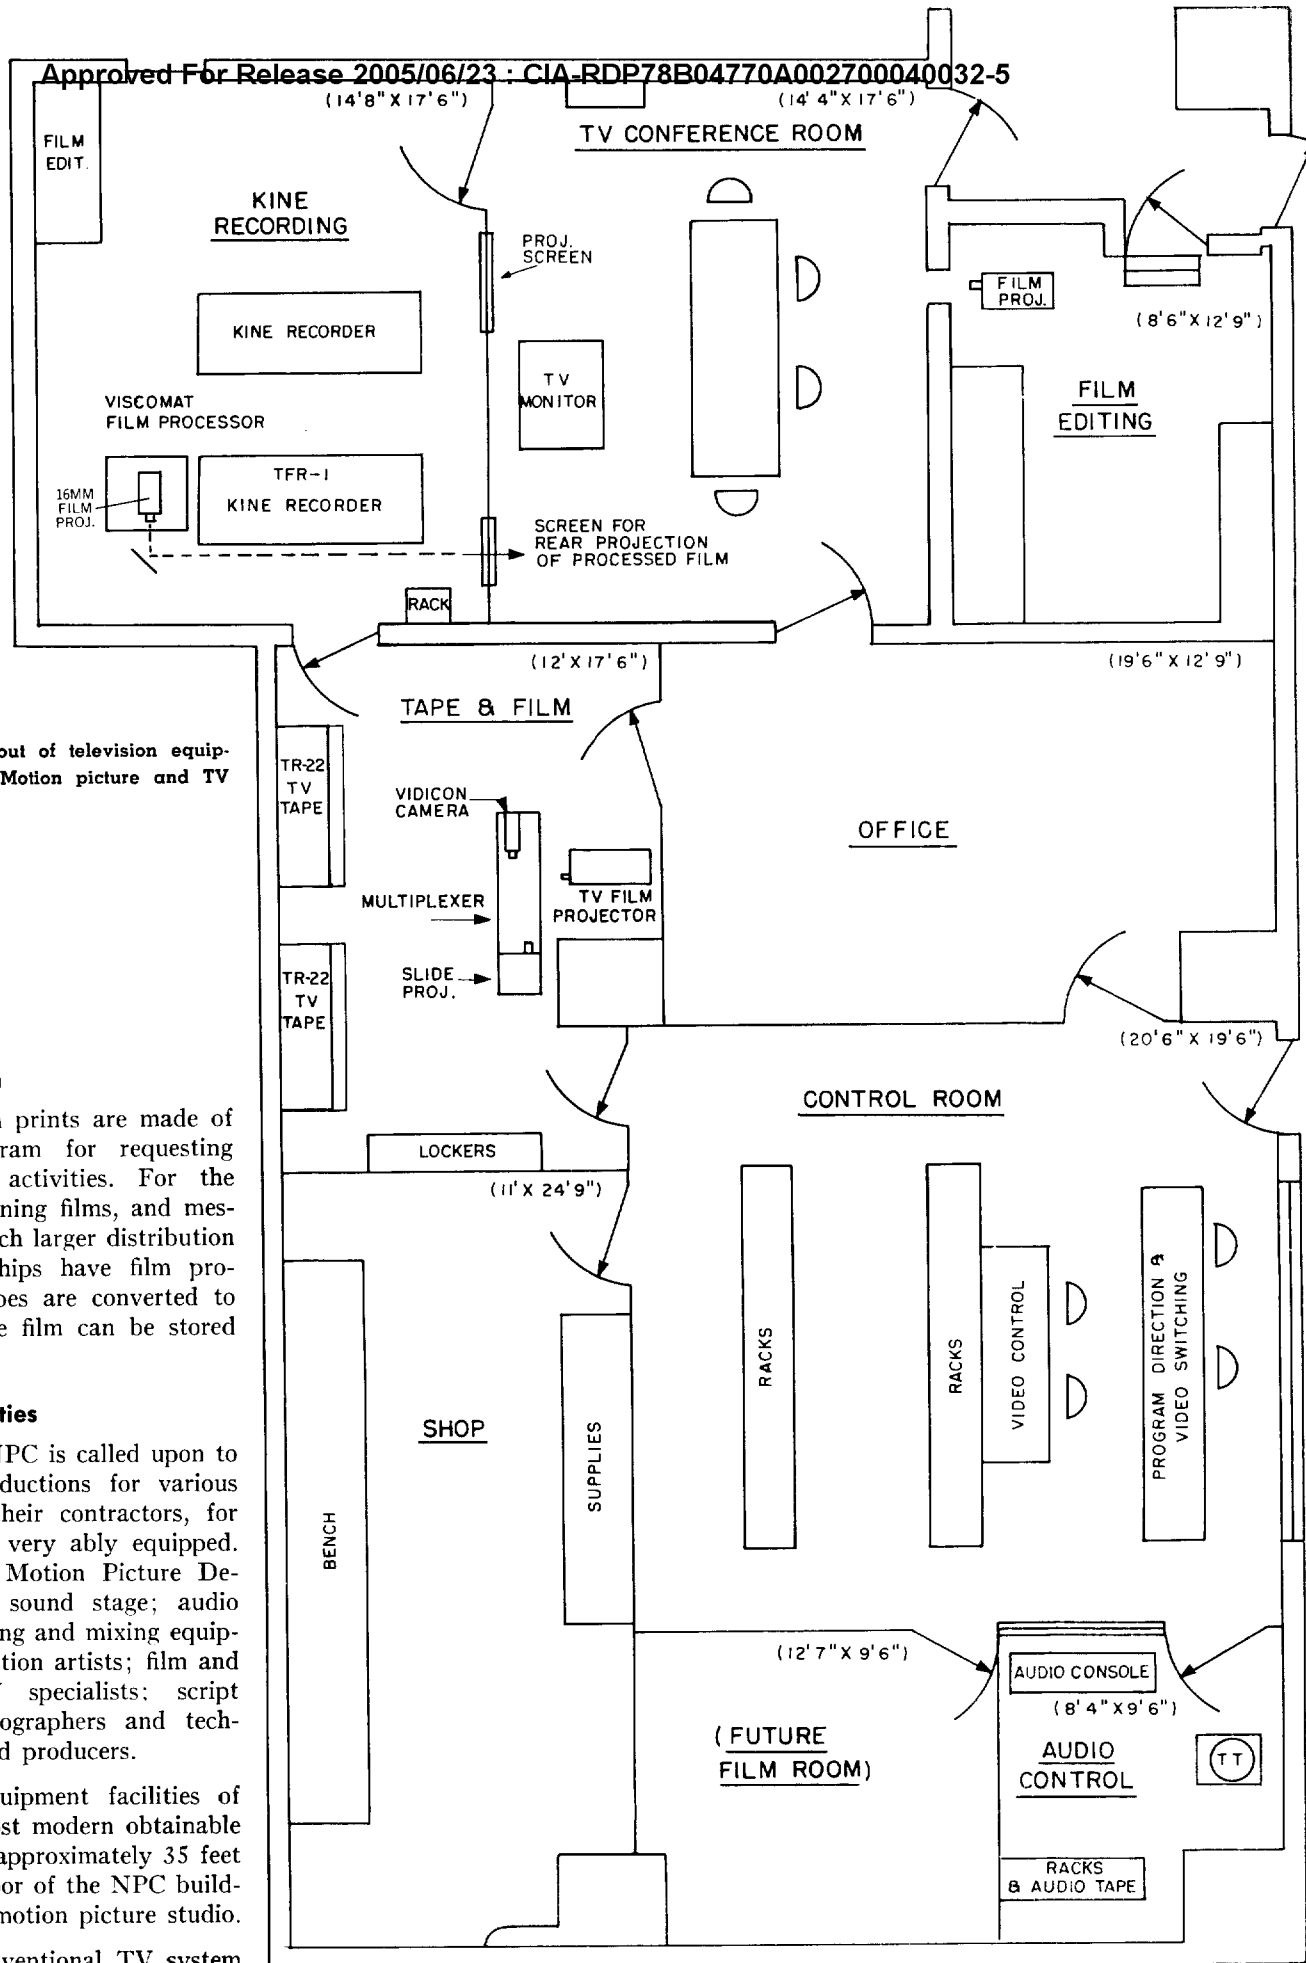 Approved For Release 2005/06/23 : CIA-RDP78B04770A002700040032-5
(14'8" X 17'6")
(14'4" X 17'6")
FILM
EDIT.
TV CONFERENCE ROOM
KINE
RECORDING
PROJ.
SCREEN
FILM
PROJ.
(8'6" X 12'9")
KINE RECORDER
TV
MONITOR
FILM
EDITING
VISCOMAT
FILM PROCESSOR
16MM
FILM
PROJ.
TFR-1
KINE RECORDER
SCREEN FOR
REAR PROJECTION
OF PROCESSED FILM
RACK
(12' X 17'6")
(19'6" X 12'9")
TAPE & FILM
out of television equip-
Motion picture and TV
TR-22
TV
TAPE
VIDICON
CAMERA
OFFICE
MULTIPLEXER
TV FILM
PROJECTOR
TR-22
TV
TAPE
SLIDE
PROJ.
(20'6" X 19'6")
CONTROL ROOM
prints are made of
ram for requesting
activities. For the
ning films, and mes-
ch larger distribution
hips have film pro-
pes are converted to
e film can be stored
LOCKERS
(11' X 24'9")
RACKS
RACKS
VIDEO CONTROL
PROGRAM DIRECTION &
VIDEO SWITCHING
SHOP
SUPPLIES
BENCH
ties
NPC is called upon to
ductions for various
their contractors, for
very ably equipped.
Motion Picture De-
sound stage; audio
ng and mixing equip-
tion artists; film and
specialists; script
ographers and tech-
d producers.
(12'7" X 9'6")
AUDIO CONSOLE
(8'4" X 9'6")
(FUTURE
FILM ROOM)
AUDIO
CONTROL
TT
RACKS
& AUDIO TAPE
quipment facilities of
st modern obtainable
approximately 35 feet
or of the NPC build-
motion picture studio.
ventional TV system